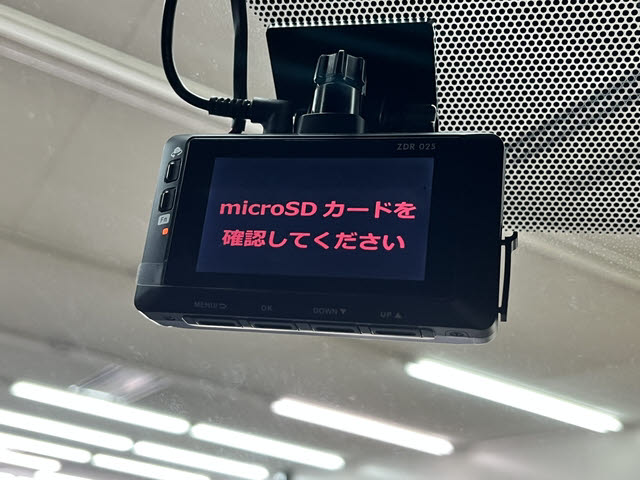 ZDR 025
microSD カードを
確認してください
MENU/
OK
DOWN ▼
UP ▲